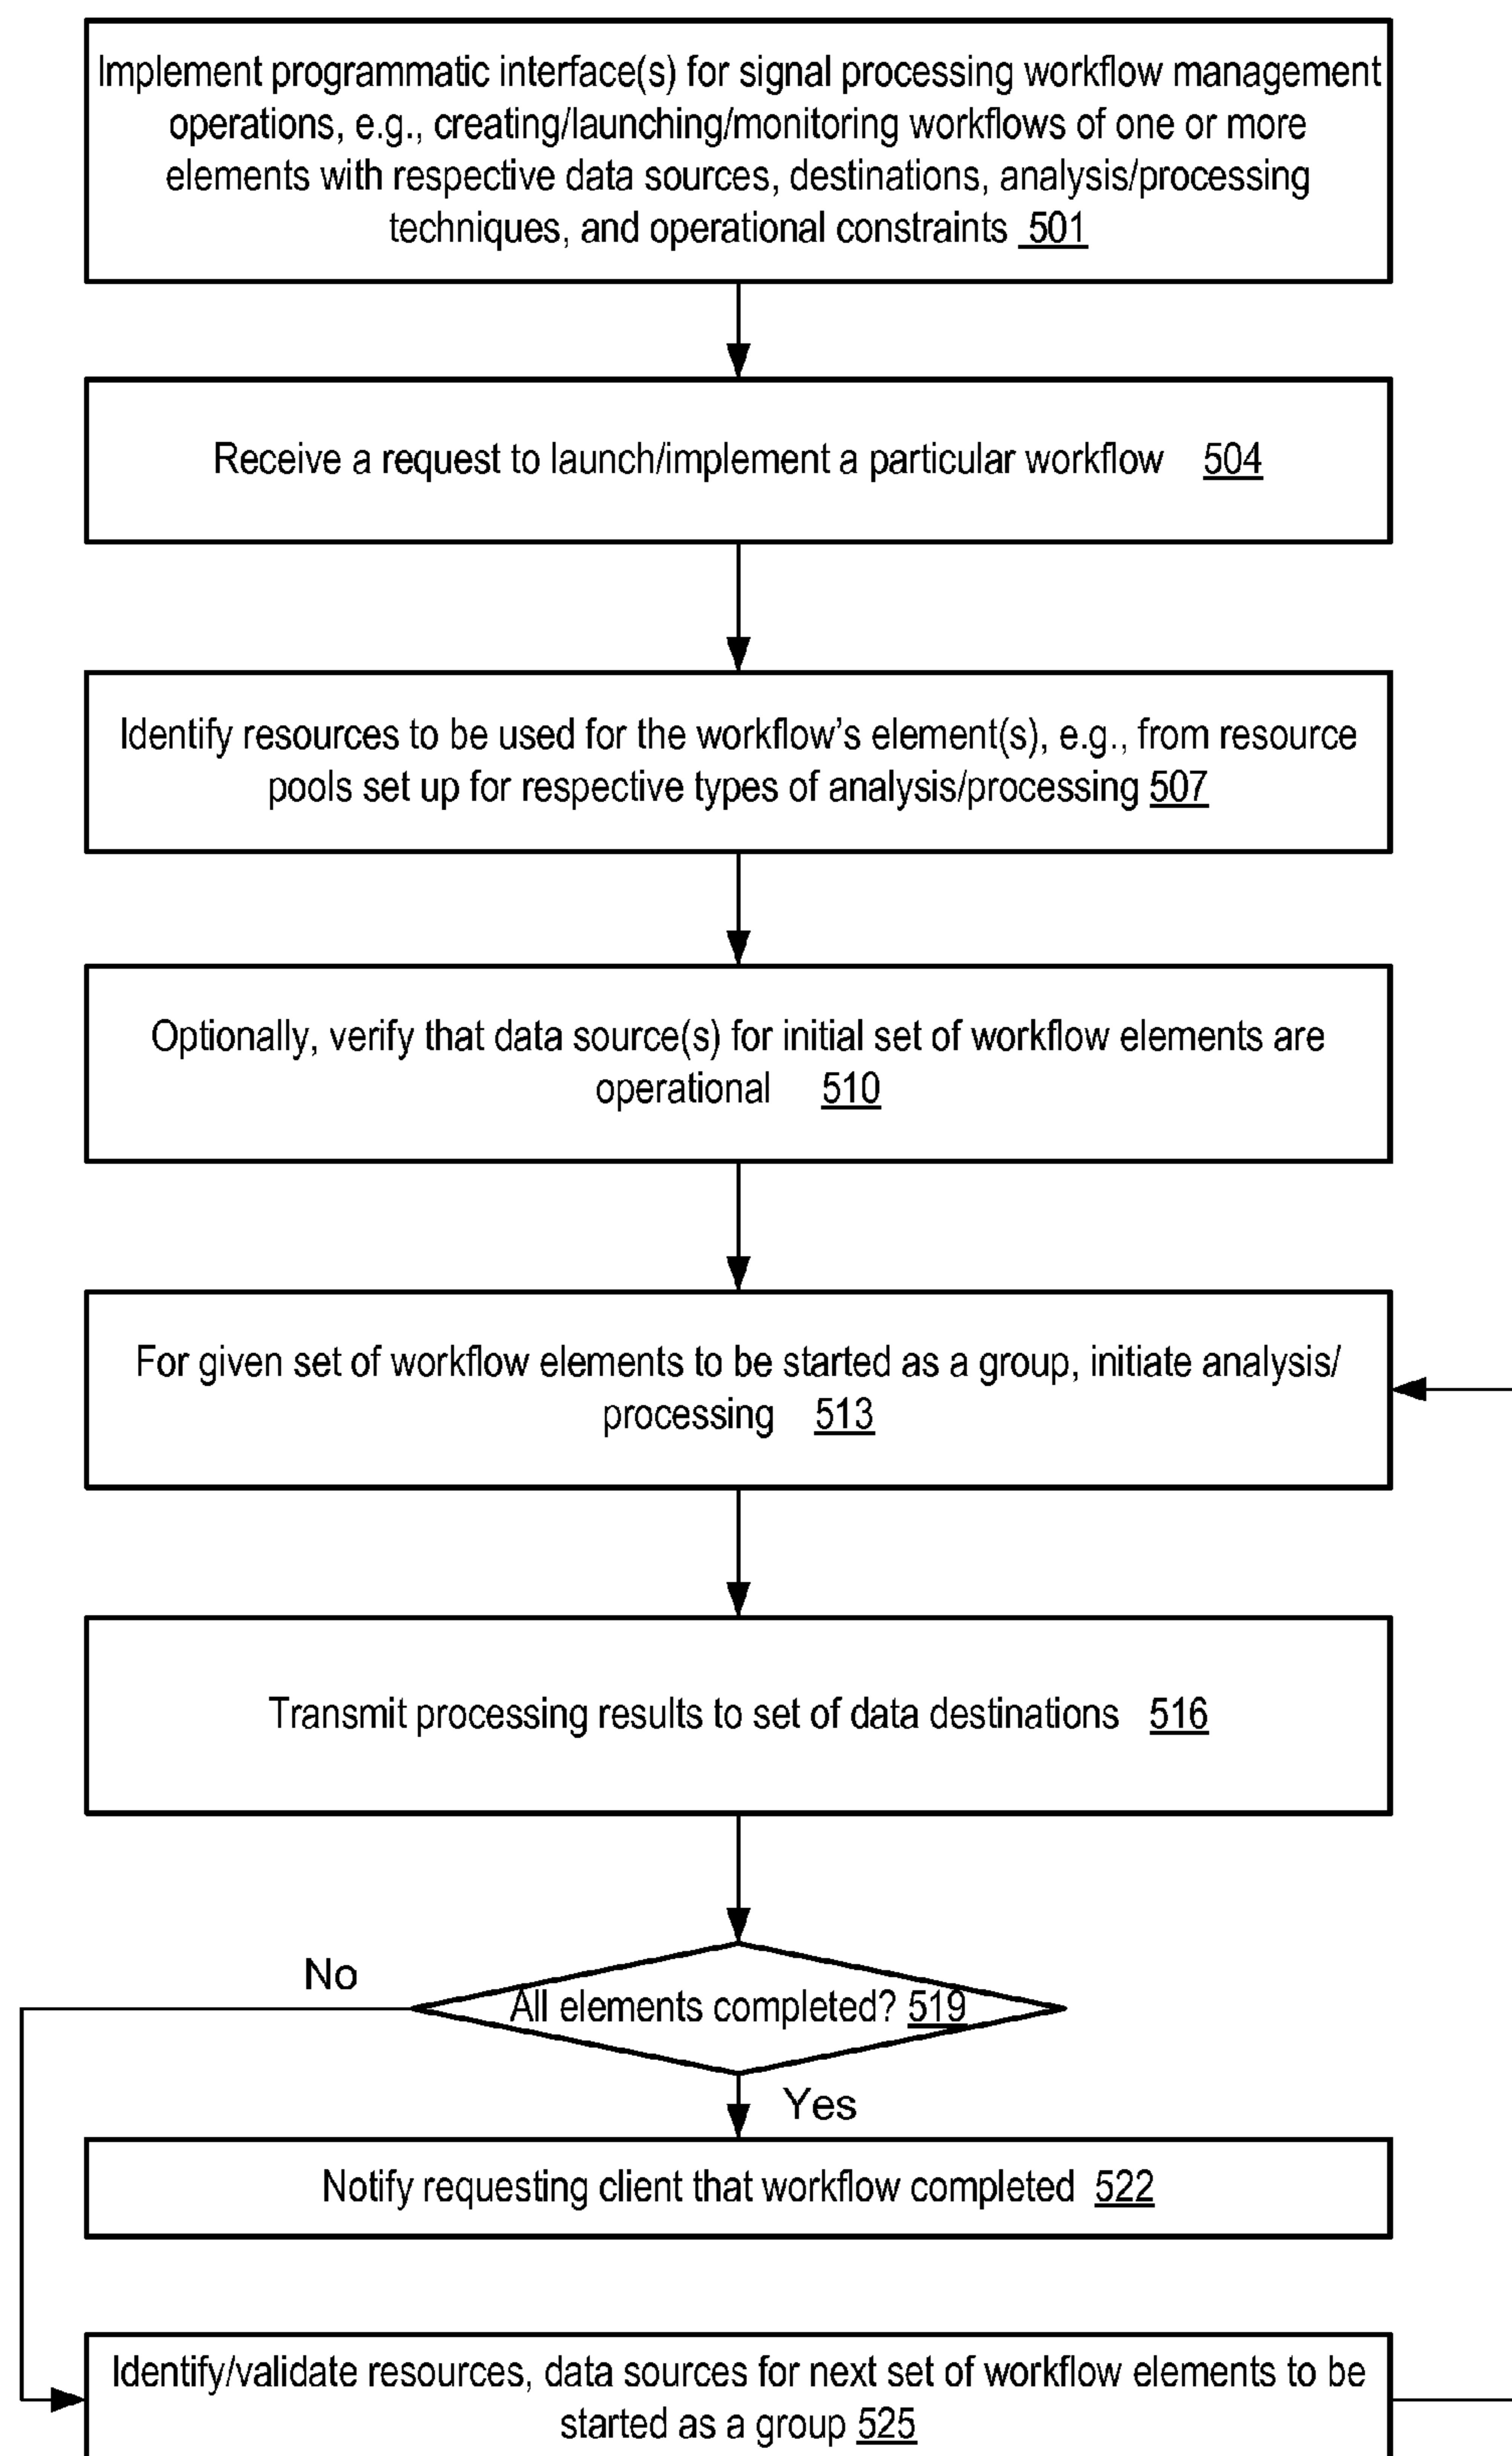 Implement programmatic interface(s) for signal processing workflow management
operations, e.g., creating/launching/monitoring workflows of one or more
elements with respective data sources, destinations, analysis/processing
techniques, and operational constraints 501
Receive a request to launch/implement a particular workflow 504
Identify resources to be used for the workflow's element(s), e.g., from resource
pools set up for respective types of analysis/processing 507
Optionally, verify that data source(s) for initial set of workflow elements are
operational 510
For given set of workflow elements to be started as a group, initiate analysis/
processing 513
Transmit processing results to set of data destinations 516
No
All elements completed? 519
Yes
Notify requesting client that workflow completed 522
Identify/validate resources, data sources for next set of workflow elements to be
started as a group 525